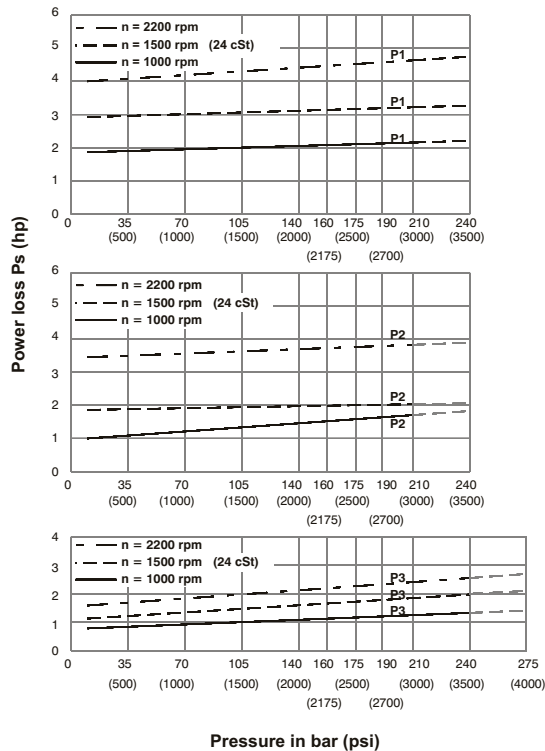 Power loss Ps (hp)
6
5
4
3
2
1
0
n = 2200 rpm
n = 1500 rpm (24 cSt)
n = 1000 rpm
P1
P1
P1
0 35 70 105 140 160 175 190 210 240
(500) (1000) (1500) (2000) (2500) (3000) (3500)
(2175) (2700)
6
5
4
3
2
1
0
n = 2200 rpm
n = 1500 rpm (24 cSt)
n = 1000 rpm
P2
P2
P2
0 35 70 105 140 160 175 190 210 240
(500) (1000) (1500) (2000) (2500) (3000) (3500)
(2175) (2700)
4
3
2
1
0
n = 2200 rpm
n = 1500 rpm (24 cSt)
n = 1000 rpm
P3
P3
P3
0 35 70 105 140 160 175 190 210 240 275
(500) (1000) (1500) (2000) (2500) (3000) (3500) (4000)
(2175) (2700)
Pressure in bar (psi)